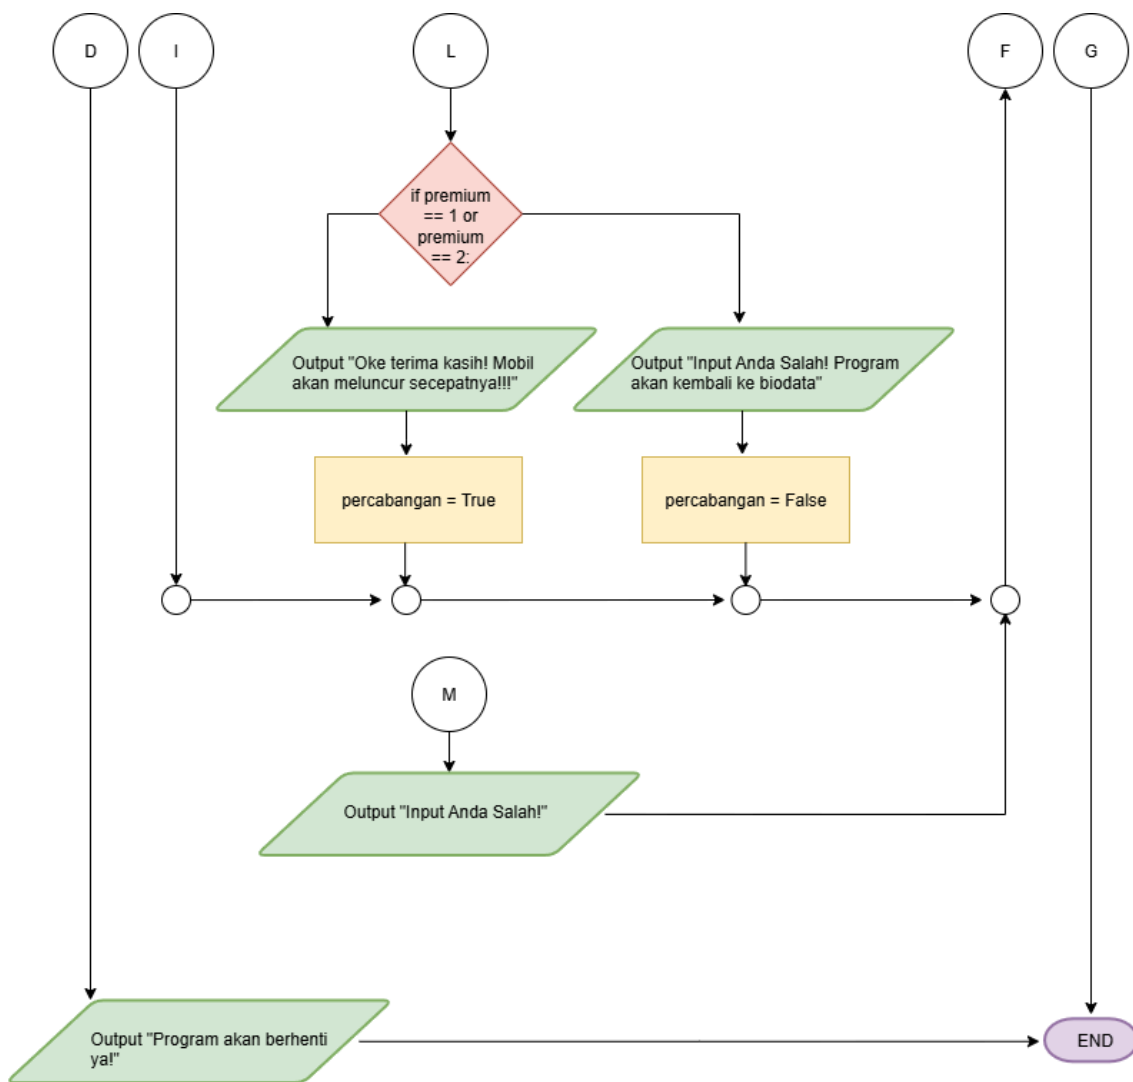 D
I
L
F
G
if premium
== 1 or
premium
== 2:
Output "Oke terima kasih! Mobil
akan meluncur secepatnya!!!"
Output "Input Anda Salah! Program
akan kembali ke biodata"
percabangan = True
percabangan = False
M
Output "Input Anda Salah!"
Output "Program akan berhenti
ya!"
END